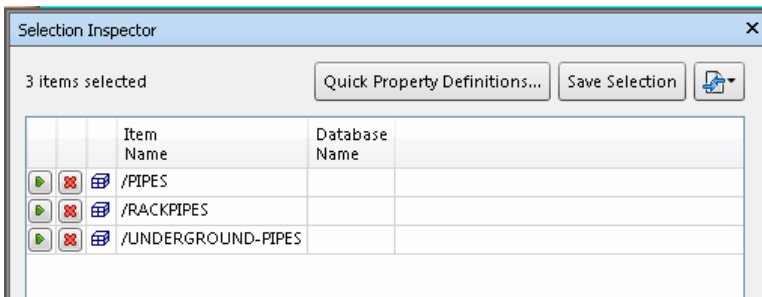 Selection Inspector
3 items selected
Quick Property Definitions...
Save Selection
Item
Name
Database
Name
/PIPES
/RACKPIPES
/UNDERGROUND-PIPES